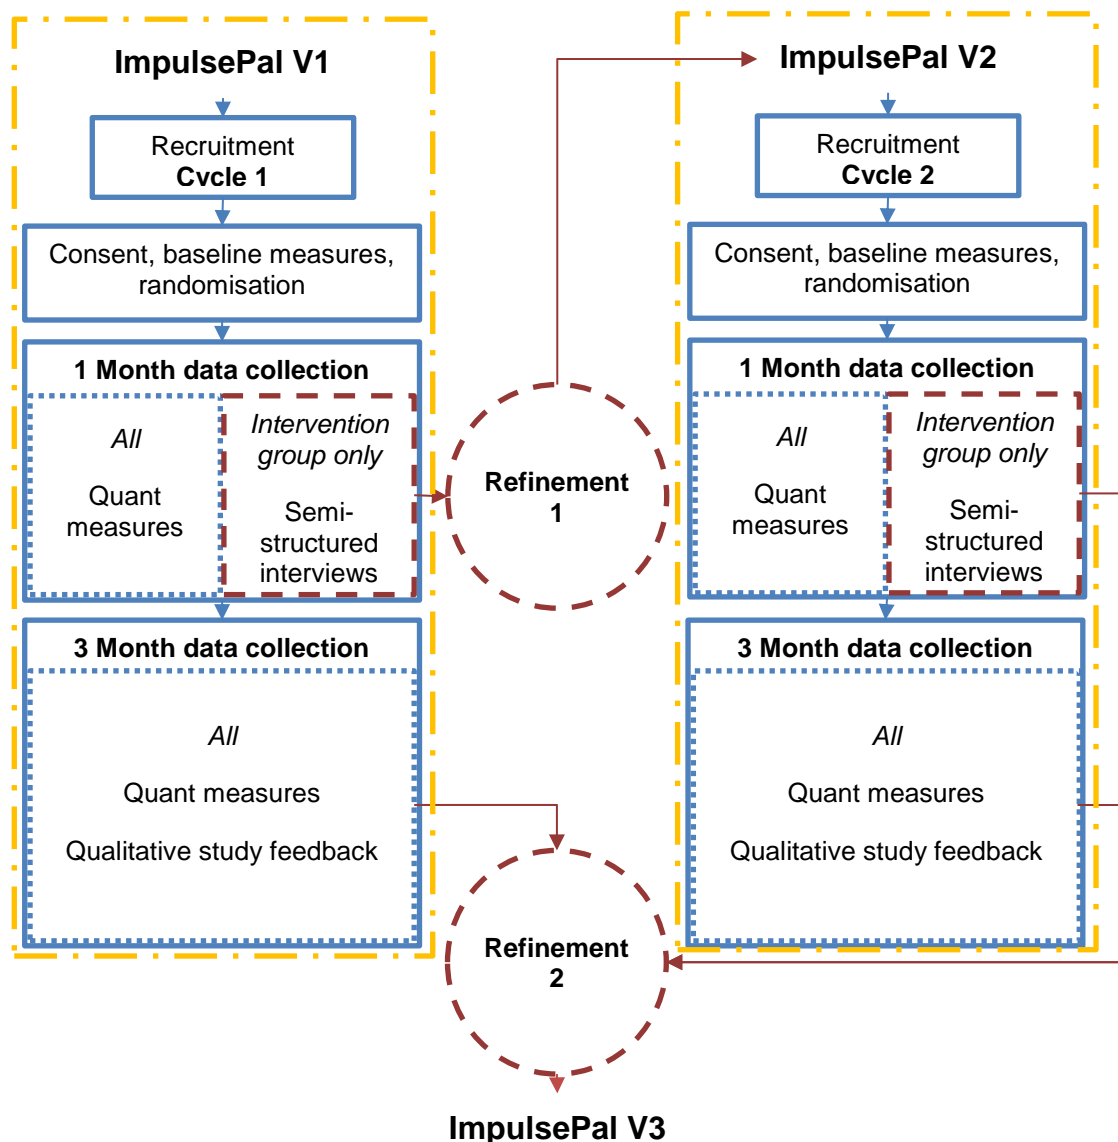 ImpulsePal V1
Recruitment
Cycle 1
Consent, baseline measures,
randomisation
1 Month data collection
All
Quant
measures
Intervention
group only
Semi-
structured
interviews
3 Month data collection
All
Quant measures
Qualitative study feedback
Refinement
1
Refinement
2
ImpulsePal V2
Recruitment
Cycle 2
Consent, baseline measures,
randomisation
1 Month data collection
All
Quant
measures
Intervention
group only
Semi-
structured
interviews
3 Month data collection
All
Quant measures
Qualitative study feedback
ImpulsePal V3